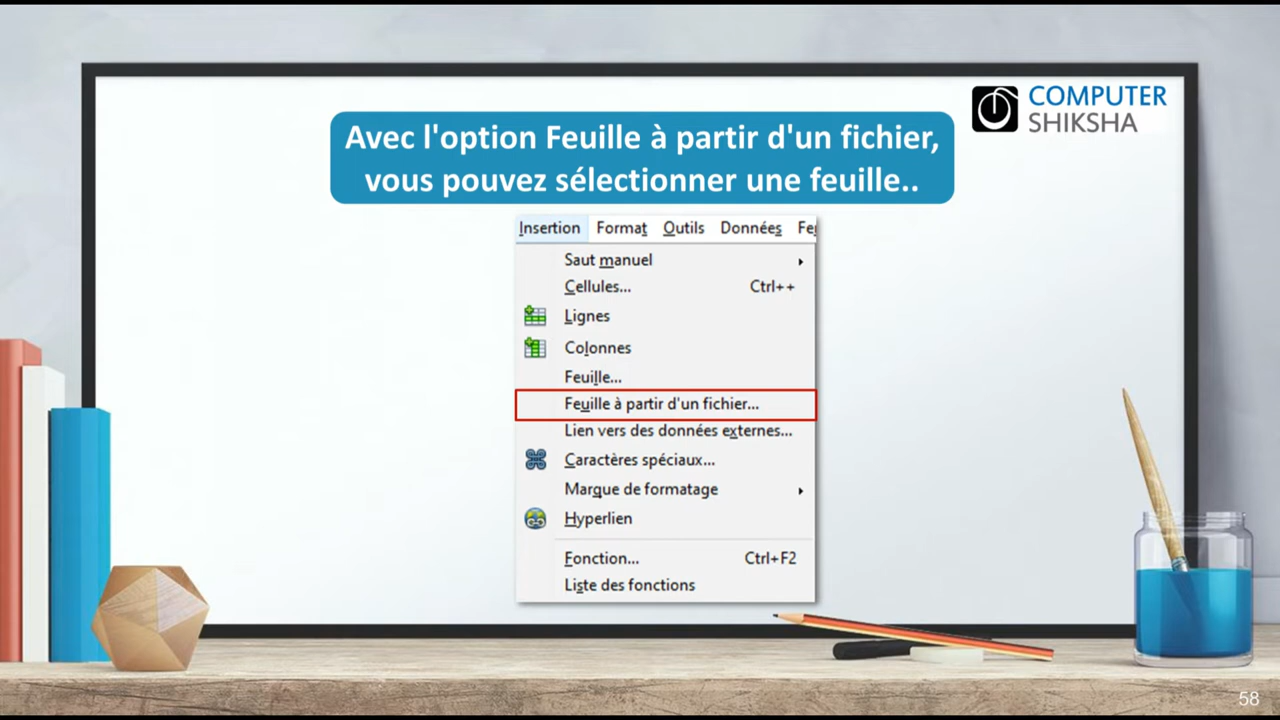 COMPUTER
SHIKSHA
Avec l'option Feuille à partir d'un fichier,
vous pouvez sélectionner une feuille..
Insertion Format Outils Données Fe
Saut manuel
Cellules... Ctrl++
Lignes
Colonnes
Feuille...
Feuille à partir d'un fichier...
Lien vers des données externes...
Caractères spéciaux...
Marque de formatage
Hyperlien
Fonction... Ctrl+F2
Liste des fonctions
58